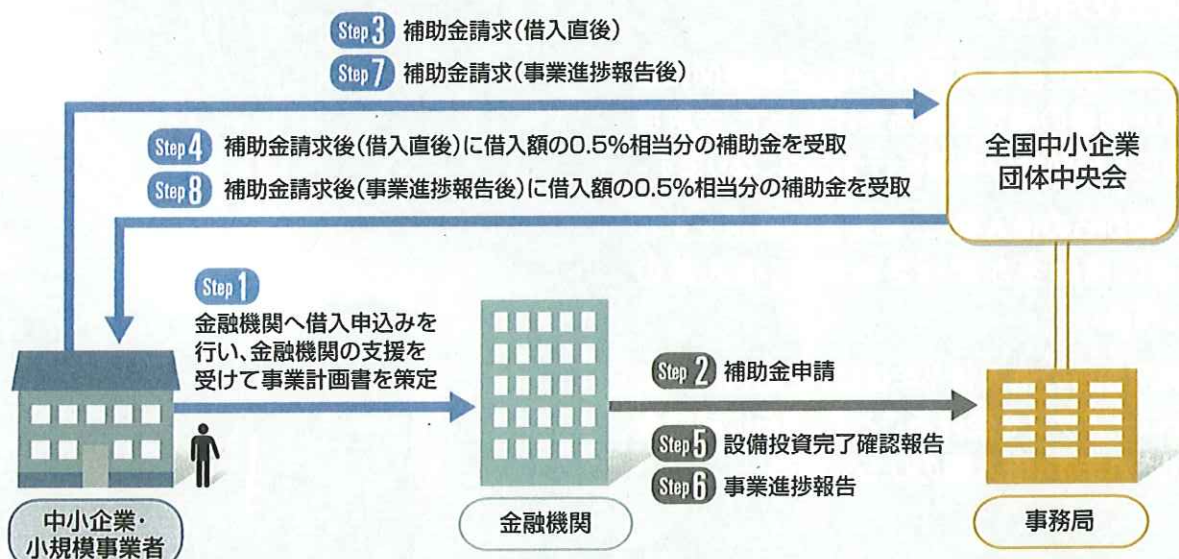 Step 3 補助金請求(借入直後)
Step 7 補助金請求(事業進捗報告後)
Step 4 補助金請求後(借入直後)に借入額の0.5%相当分の補助金を受取
Step 8 補助金請求後(事業進捗報告後)に借入額の0.5%相当分の補助金を受取
全国中小企業
団体中央会
Step 1
金融機関へ借入申込みを
行い、金融機関の支援を
受けて事業計画書を策定
Step 2 補助金申請
Step 5 設備投資完了確認報告
Step 6 事業進捗報告
中小企業・
小規模事業者
金融機関
事務局